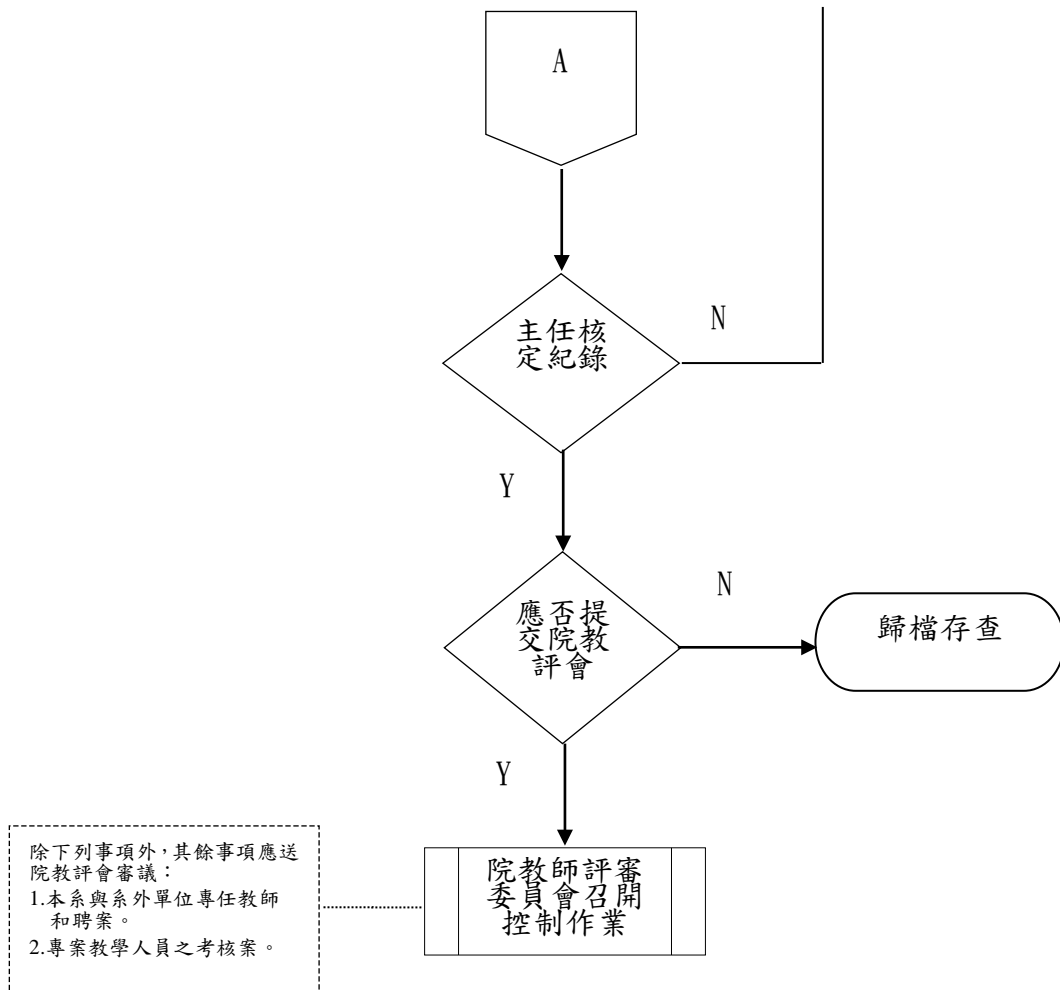 A
主任核
定紀錄
N
Y
應否提
交院教
評會
N
歸檔存查
Y
除下列事項外，其餘事項應送
院教評會審議：
1.本系與系外單位專任教師
和聘案。
2.專案教學人員之考核案。
院教師評審
委員會召開
控制作業